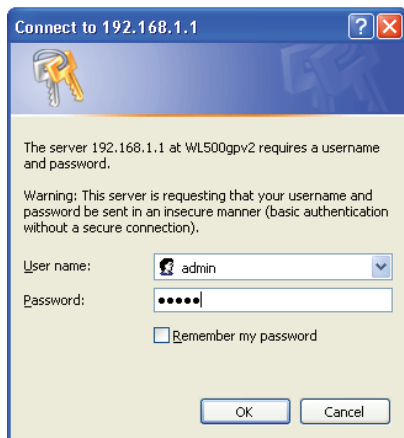 Connect to 192.168.1.1
The server 192.168.1.1 at WL500gpv2 requires a username
and password.
Warning: This server is requesting that your username and
password be sent in an insecure manner (basic authentication
without a secure connection).
User name:
admin
Password:
•••••
Remember my password
OK
Cancel